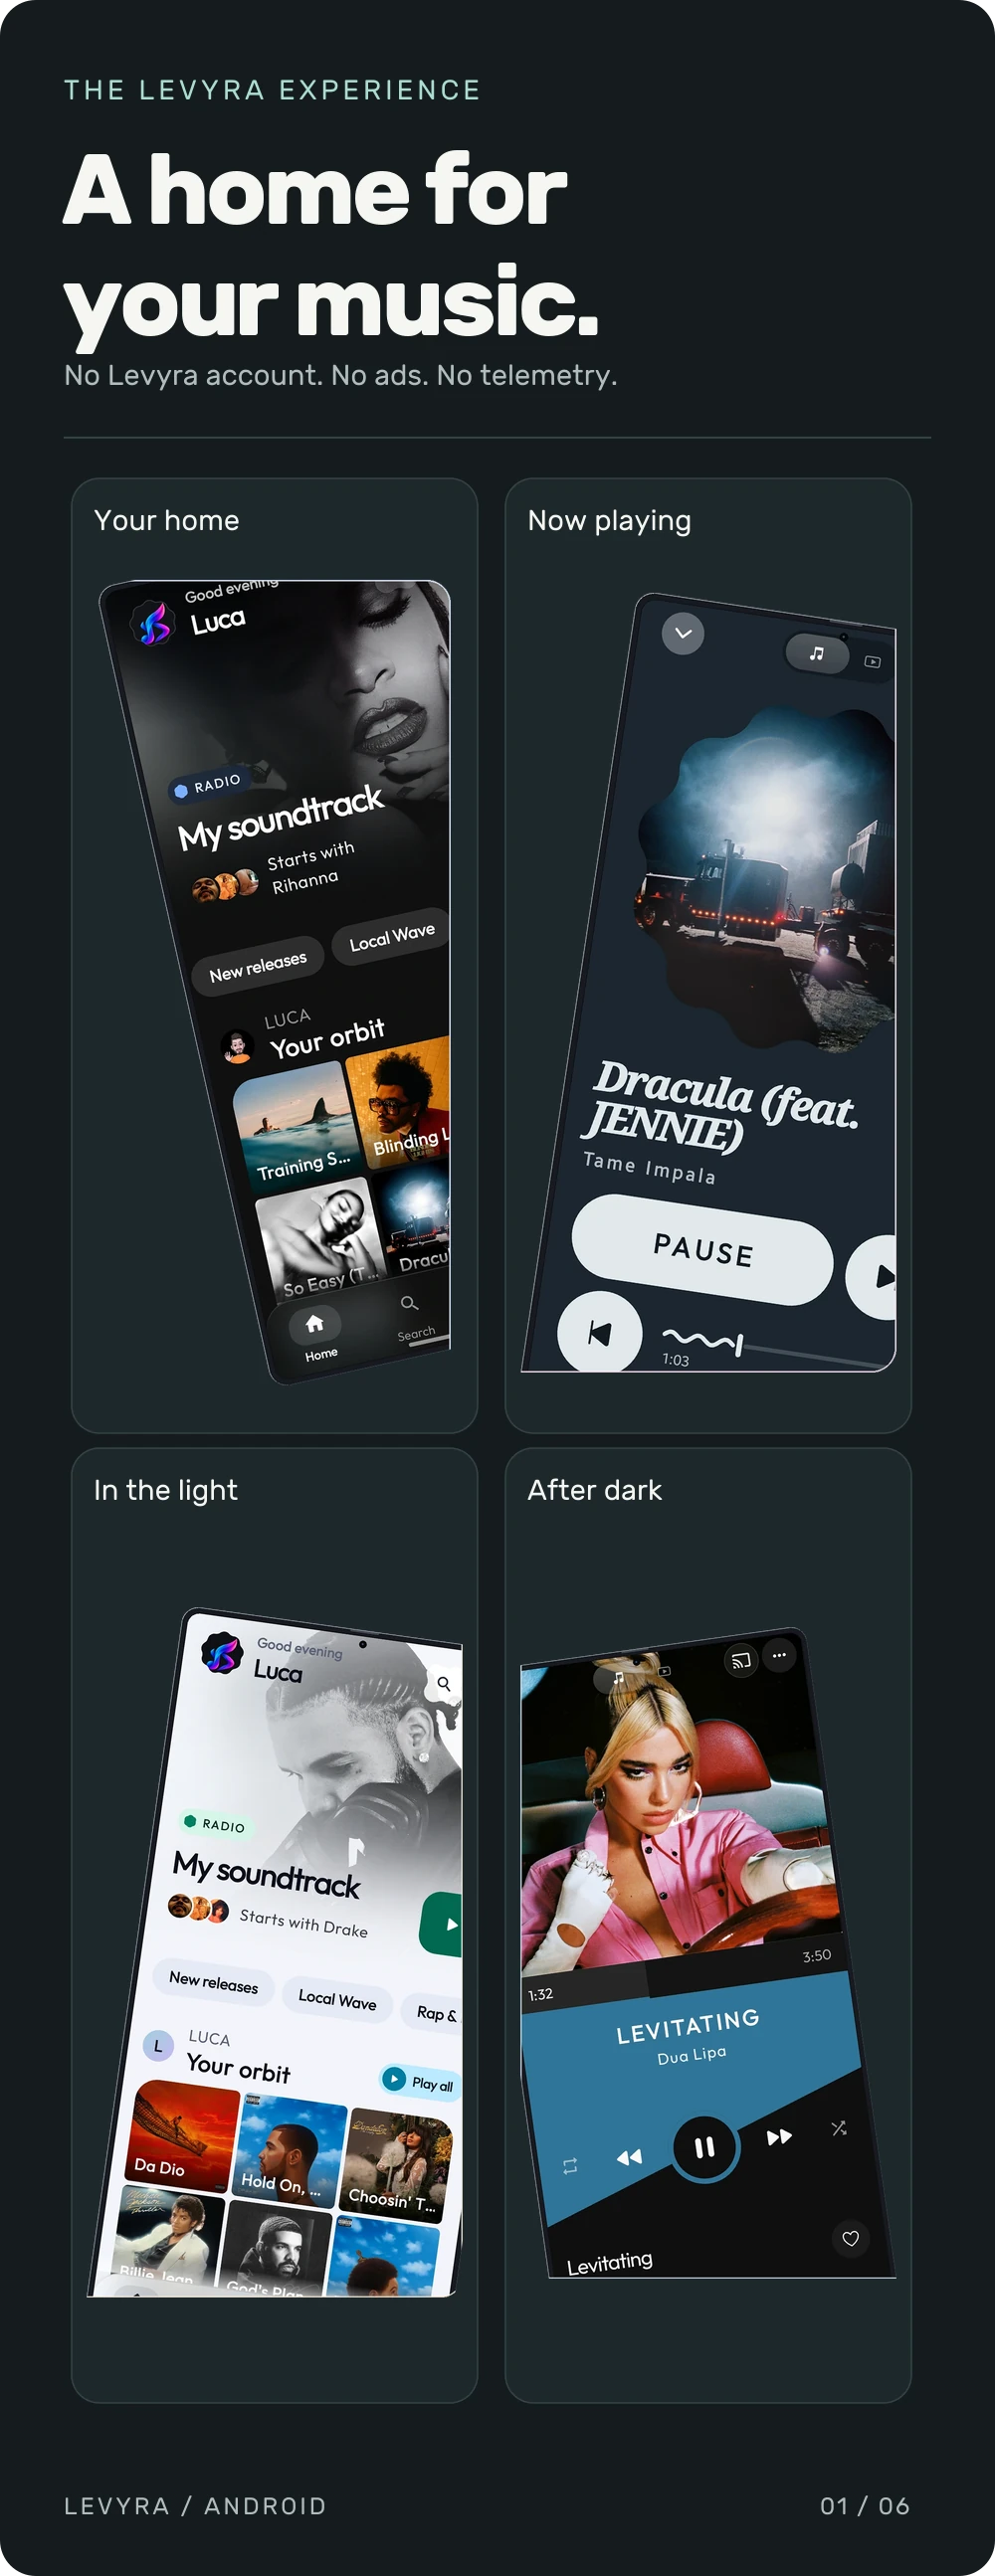 THE LEVYRA EXPERIENCE
A home for
your music.
No Levyra account. No ads. No telemetry.
Your home
Good evening
Luca
RADIO
My soundtrack
Starts with
Rihanna
New releases
Local Wave
LUCA
Your orbit
Training S...
Blinding L
So Easy (T...
Dracu
Home
Search
Now playing
Dracula (feat.
JENNIE)
Tame Impala
PAUSE
1:03
In the light
Good evening
Luca
RADIO
My soundtrack
Starts with Drake
New releases
Local Wave
Rap &
LUCA
L
Your orbit
Play all
Da Dio
Hold On, ...
Choosin' T...
Billie Jean
God's Plan
After dark
1:32
3:50
LEVITATING
Dua Lipa
Levitating
LEVYRA / ANDROID
01 / 06